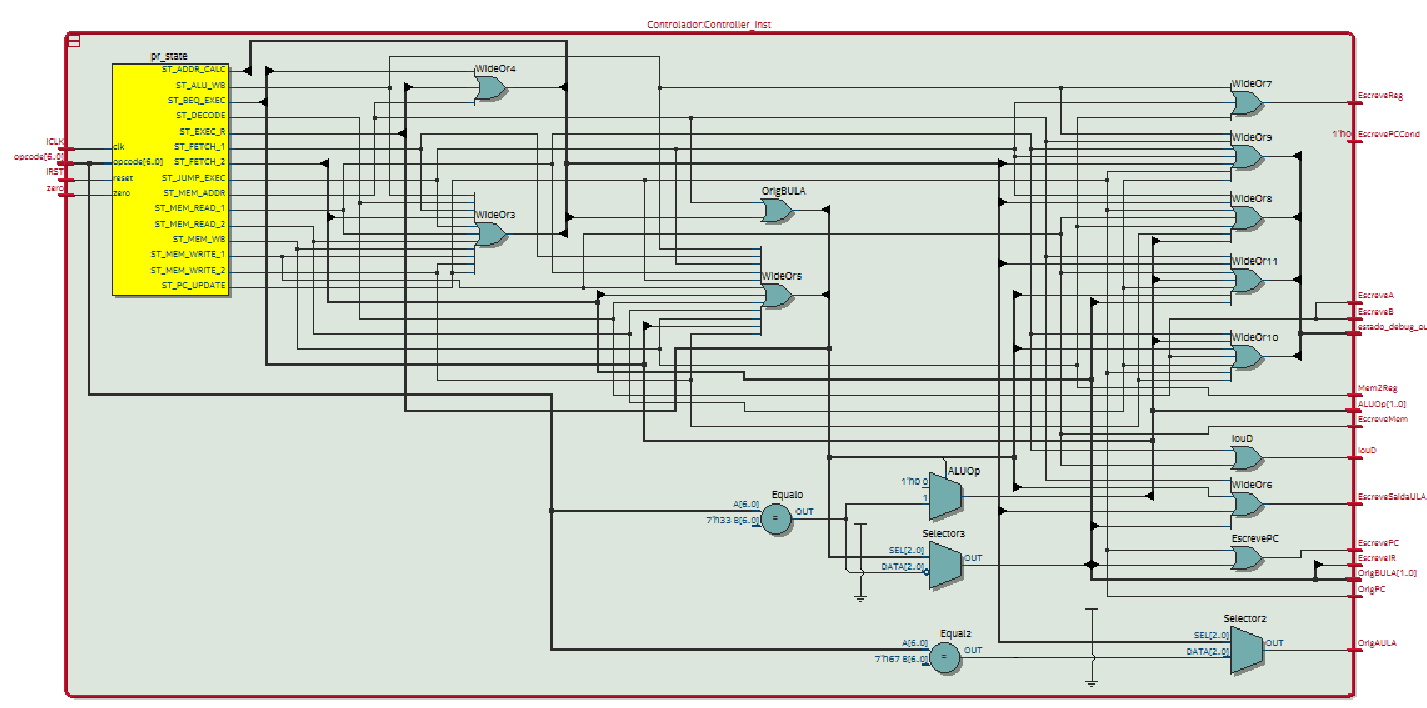 Controlador:Controller_Inst
pr_state
ST_ADDR_CALC
ST_ALU_WB
ST_BEQ_EXEC
ST_DECODE
ST_EXEC_R
ST_FETCH_1
ST_FETCH_2
ST_JUMP_EXEC
ST_MEM_ADDR
ST_MEM_READ_1
ST_MEM_READ_2
ST_MEM_WB
ST_MEM_WRITE_1
ST_MEM_WRITE_2
ST_PC_UPDATE
clk
opcode[6..0]
reset
zero
iCLK
opcode[6..0]
iRST
zero
WideOr4
WideOr3
OrigBULA
WideOr5
WideOr7
WideOr9
WideOr8
WideOr11
WideOr10
IouD
WideOr6
EscrevePC
ALUOp
1'h0 0
1
Equal0
A[6..0]
7'h33 B[6..0]
OUT
Selector3
SEL[2..0]
DATA[2..0]
OUT
Equal2
A[6..0]
7'h67 B[6..0]
OUT
Selector2
SEL[2..0]
DATA[2..0]
OUT
EscreveReg
1'h0 EscrevePCCond
EscreveA
EscreveB
estado_debug_ou
Mem2Reg
ALUOp[1..0]
EscreveMem
IouD
EscreveSaidaULA
EscrevePC
EscreveIR
OrigBULA[1..0]
OrigPC
OrigAULA